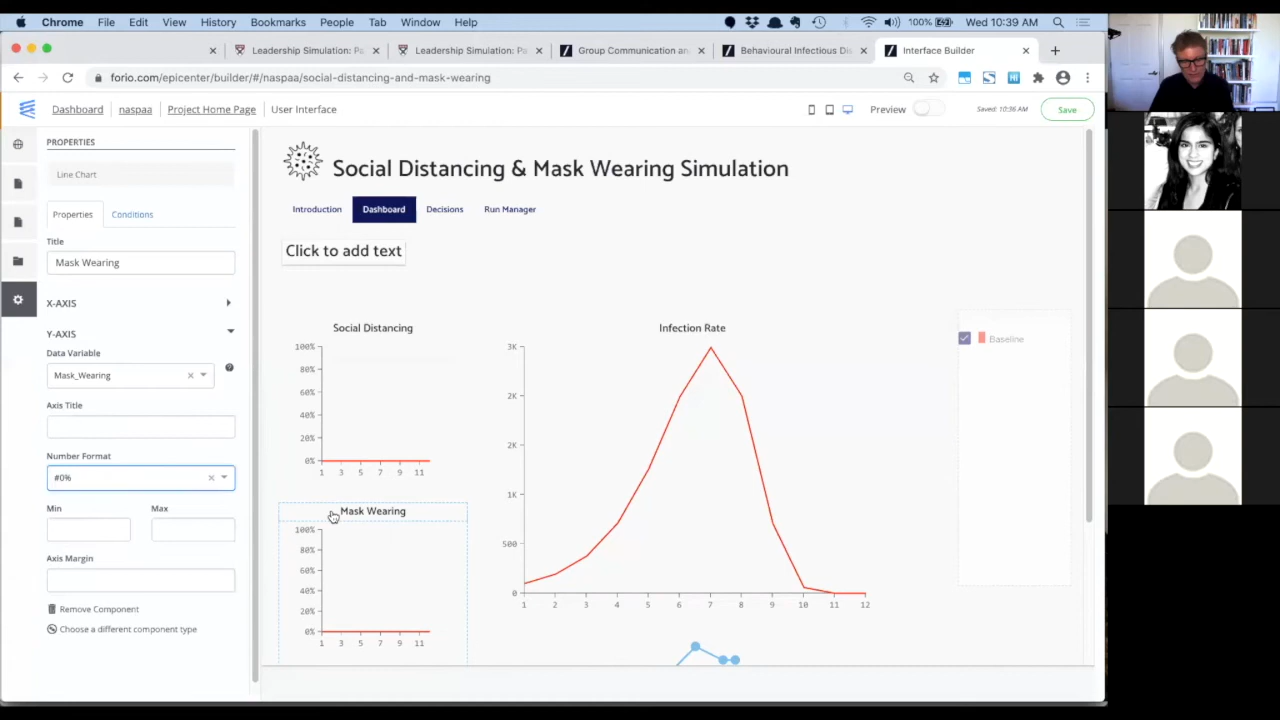 Chrome File Edit View History Bookmarks People Tab Window Help 100% Wed 10:39 AM
Leadership Simulation: Pa Leadership Simulation: Pa Group Communication an Behavioural Infectious Dis Interface Builder
forio.com/epicenter/builder/#/naspaa/social-distancing-and-mask-wearing
Dashboard naspaa Project Home Page User Interface Preview Saved: 10:36 AM Save
PROPERTIES
Line Chart
Properties Conditions
Title
Mask Wearing
X-AXIS
Y-AXIS
Data Variable
Mask_Wearing
Axis Title
Number Format
#0%
Min Max
Axis Margin
Remove Component
Choose a different component type
Social Distancing & Mask Wearing Simulation
Introduction Dashboard Decisions Run Manager
Click to add text
Social Distancing
100%
80%
60%
40%
20%
0%
1 3 5 7 9 11
Mask Wearing
100%
80%
60%
40%
20%
0%
1 3 5 7 9 11
Infection Rate
3K
2K
2K
1K
500
0
1 2 3 4 5 6 7 8 9 10 11 12
Baseline